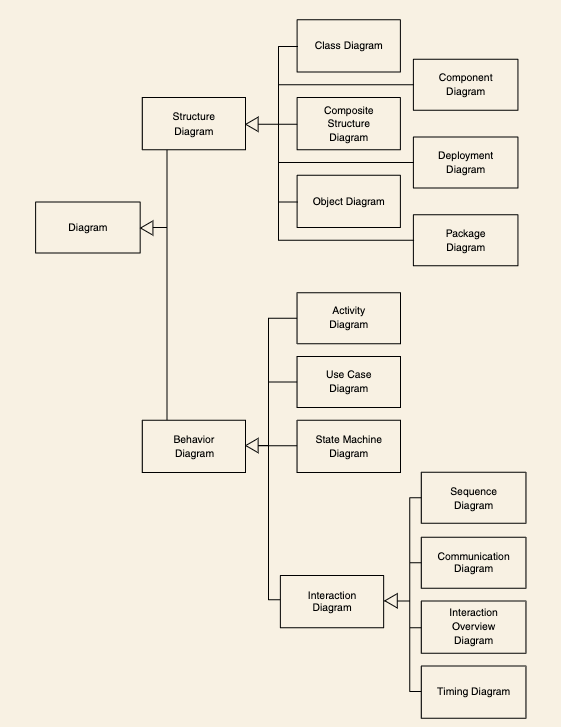 Class Diagram
Component
Diagram
Structure
Diagram
Composite
Structure
Diagram
Deployment
Diagram
Object Diagram
Diagram
Package
Diagram
Activity
Diagram
Use Case
Diagram
Behavior
Diagram
State Machine
Diagram
Sequence
Diagram
Communication
Diagram
Interaction
Diagram
Interaction
Overview
Diagram
Timing Diagram